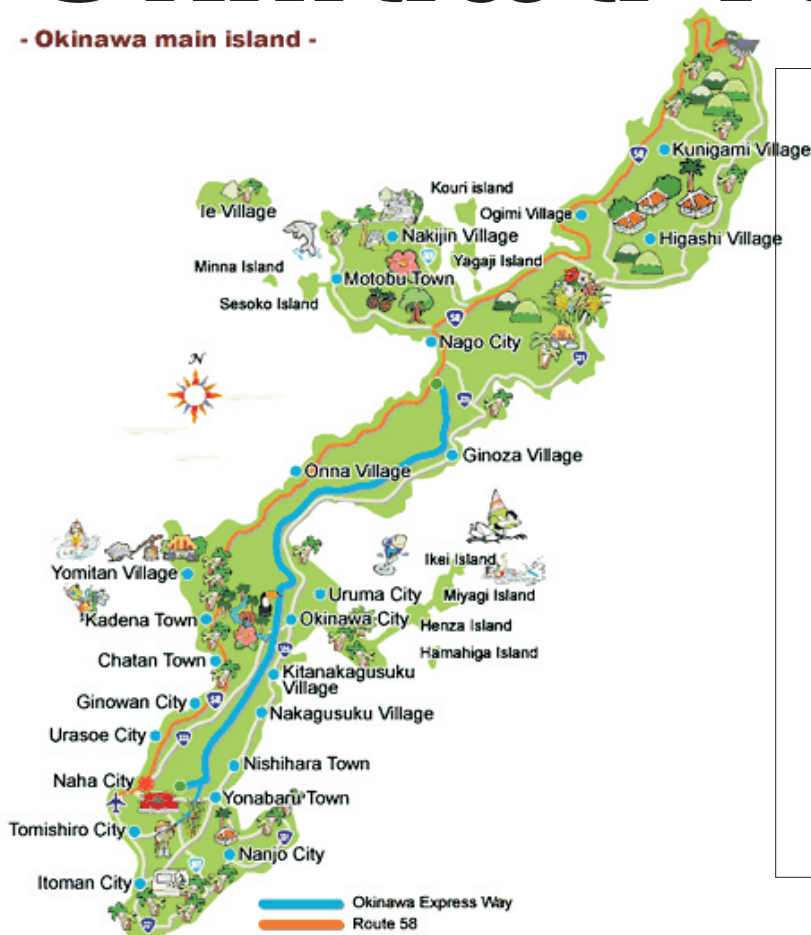 - Okinawa main island -
Kunigami Village
58
Kouri island
Ie Village
Ogimi Village
Nakijin Village
Higashi Village
Yagaji Island
Minna Island
Motobu Town
Sesoko Island
58
Nago City
N
Ginoza Village
Onna Village
Ikei Island
Yomitan Village
Uruma City
Miyagi Island
Kadena Town
Okinawa City
Henza Island
Hamahiga Island
Chatan Town
Kitanakagusuku
Village
Ginowan City
58
Nakagusuku Village
Urasoe City
Nishihara Town
Naha City
Yonabaru Town
Tomishiro City
Nanjo City
Itoman City
Okinawa Express Way
Route 58